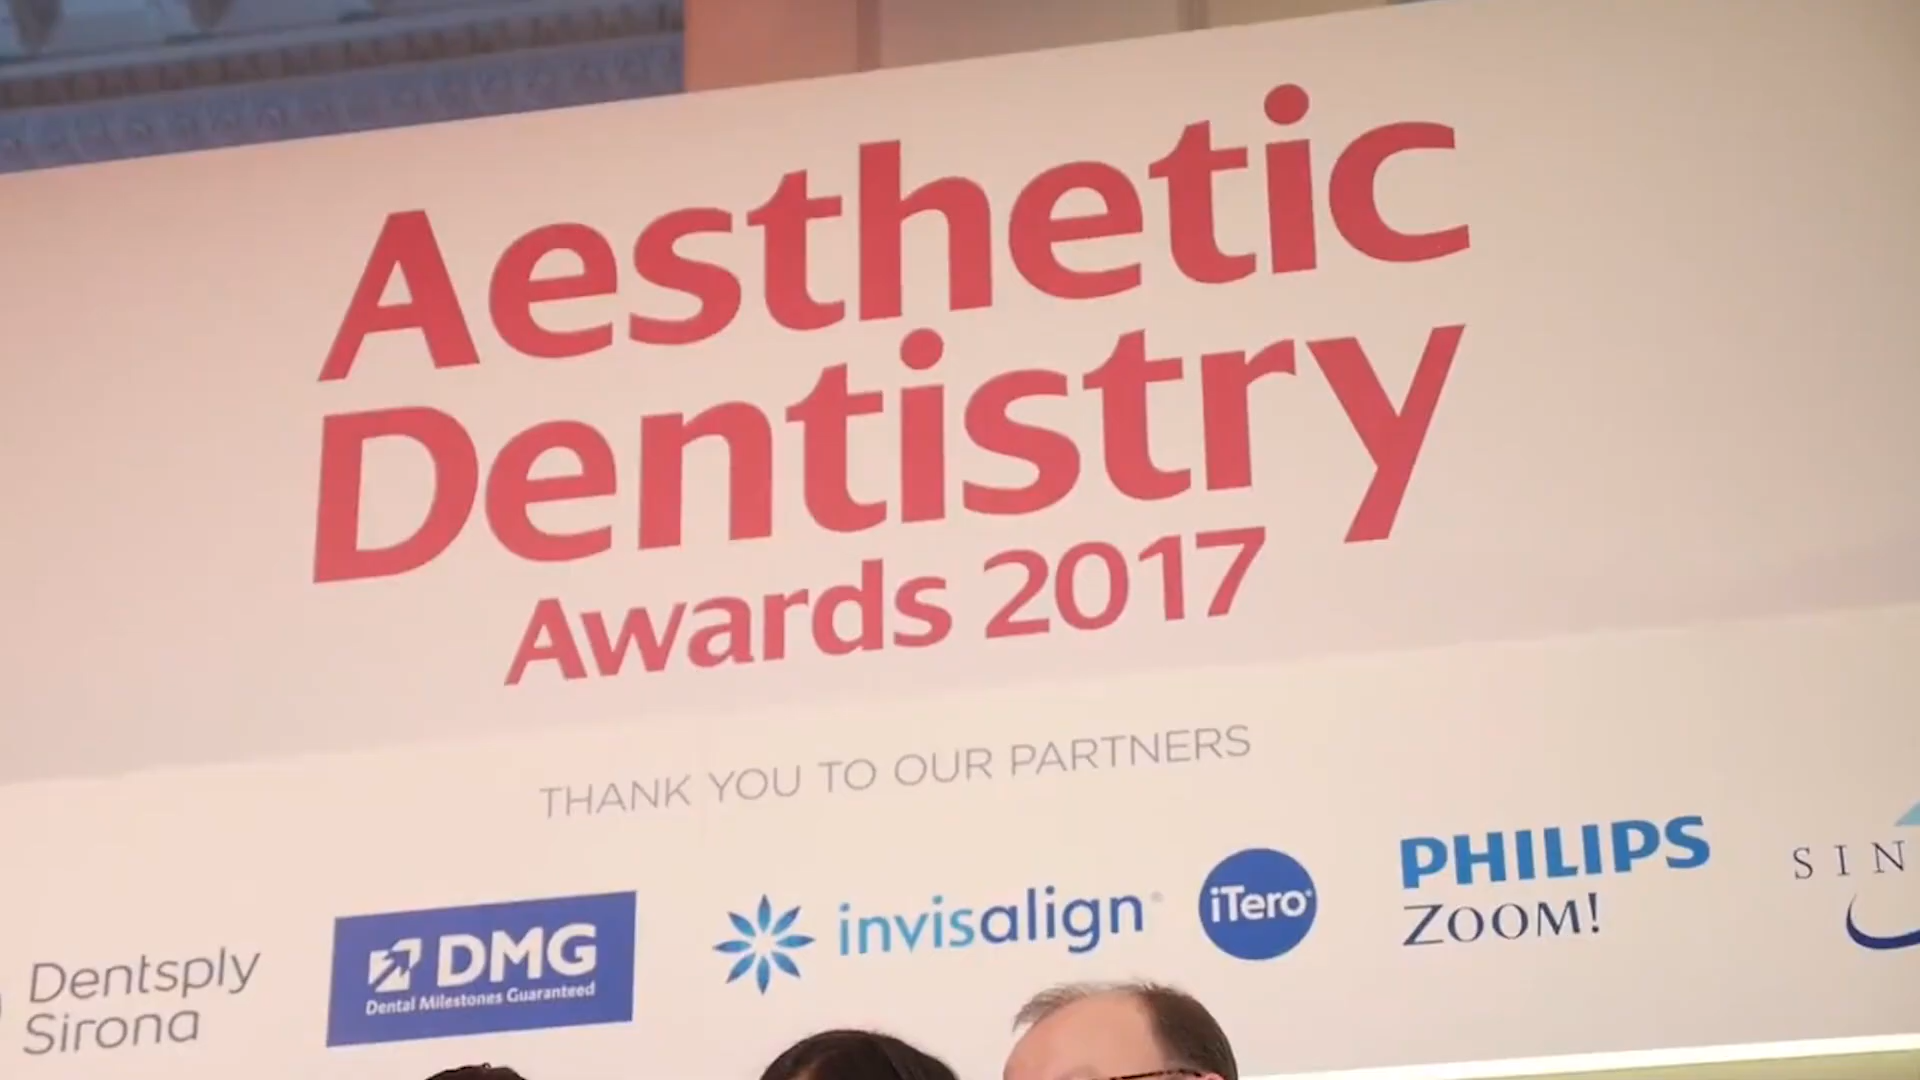 Aesthetic
Dentistry
Awards 2017
THANK YOU TO OUR PARTNERS
Dentsply
Sirona
DMG
Dental Milestones Guaranteed
invisalign
iTero
PHILIPS
ZOOM!